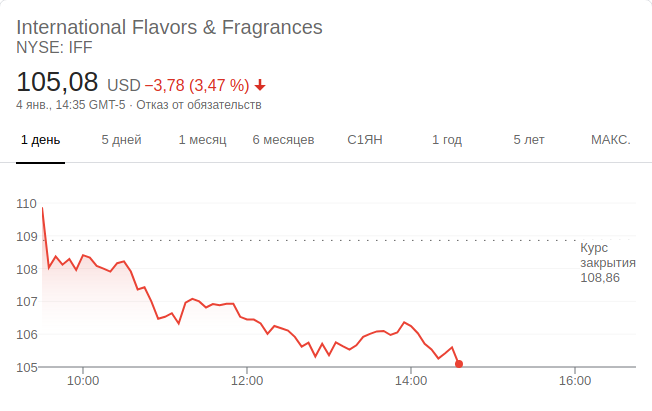 International Flavors & Fragrances
NYSE: IFF
105,08 USD −3,78 (3,47 %)
4 янв., 14:35 GMT-5 · Отказ от обязательств
1 день 5 дней 1 месяц 6 месяцев С1ЯН 1 год 5 лет МАКС.
110
109
Курс
закрытия
108,86
108
107
106
105
10:00 12:00 14:00 16:00